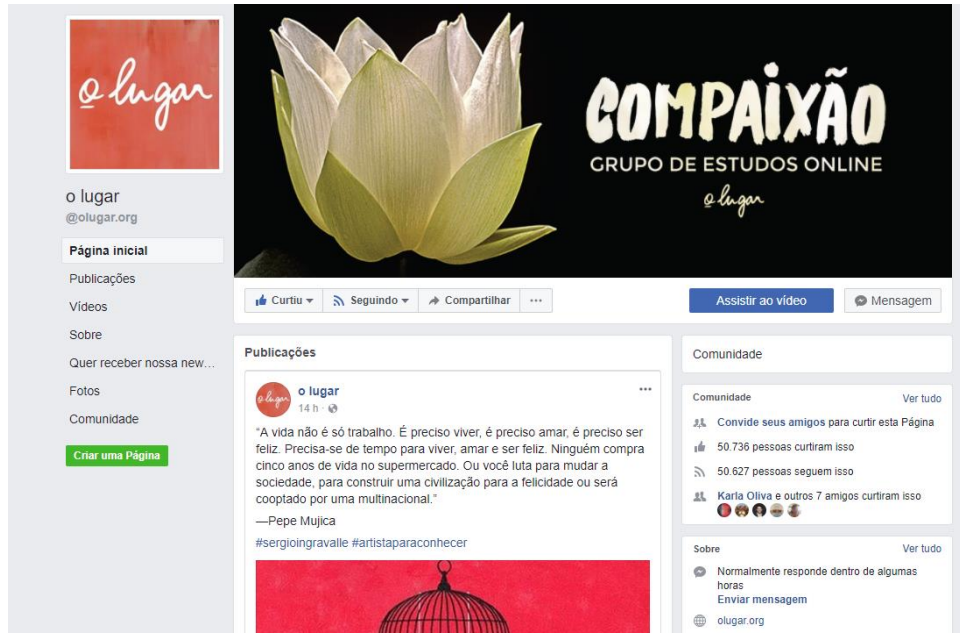 o lugar
o lugar
@olugar.org
Página inicial
Publicações
Vídeos
Sobre
Quer receber nossa new...
Fotos
Comunidade
Criar uma Página
COMPAIXÃO
GRUPO DE ESTUDOS ONLINE
o lugar
Curtiu
Seguindo
Compartilhar
...
Assistir ao vídeo
Mensagem
Publicações
o lugar
o lugar
14 h ·
...
"A vida não é só trabalho. É preciso viver, é preciso amar, é preciso ser
feliz. Precisa-se de tempo para viver, amar e ser feliz. Ninguém compra
cinco anos de vida no supermercado. Ou você luta para mudar a
sociedade, para construir uma civilização para a felicidade ou será
cooptado por uma multinacional."
—Pepe Mujica
#sergioingravalle #artistaparaconhecer
Comunidade
Comunidade
Ver tudo
Convide seus amigos para curtir esta Página
50.736 pessoas curtiram isso
50.627 pessoas seguem isso
Karla Oliva e outros 7 amigos curtiram isso
Sobre
Ver tudo
Normalmente responde dentro de algumas
horas
Enviar mensagem
olugar.org